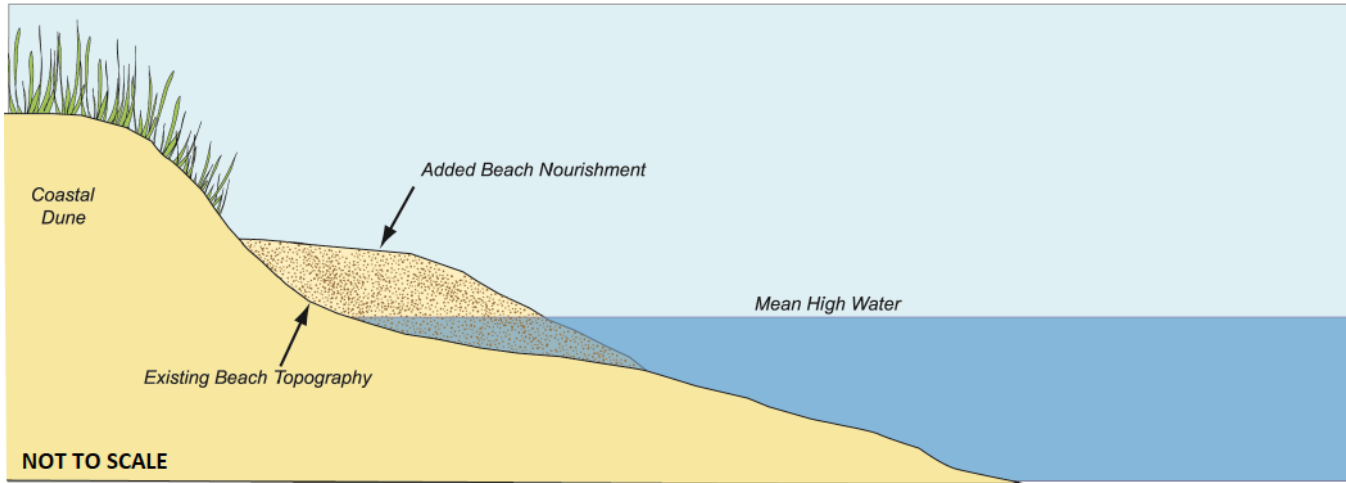 Added Beach Nourishment
Coastal
Dune
Mean High Water
Existing Beach Topography
NOT TO SCALE